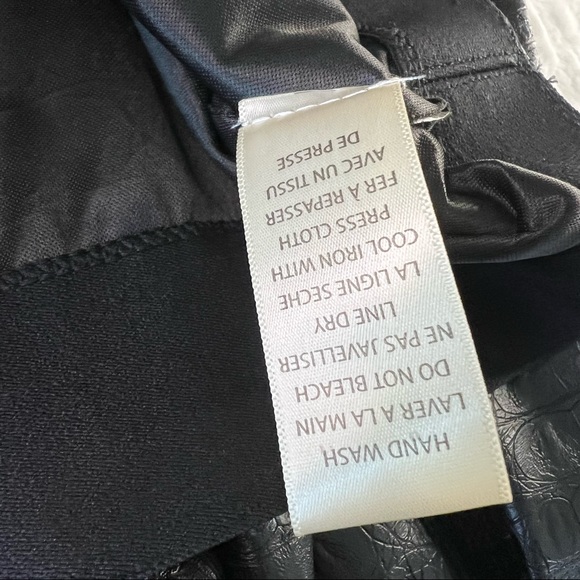 HAND WASH
LAVER A LA MAIN
DO NOT BLEACH
NE PAS JAVELLISER
LINE DRY
LA LIGNE SECHE
COOL IRON WITH
PRESS CLOTH
FER À REPASSER
AVEC UN TISSU
DE PRESSE